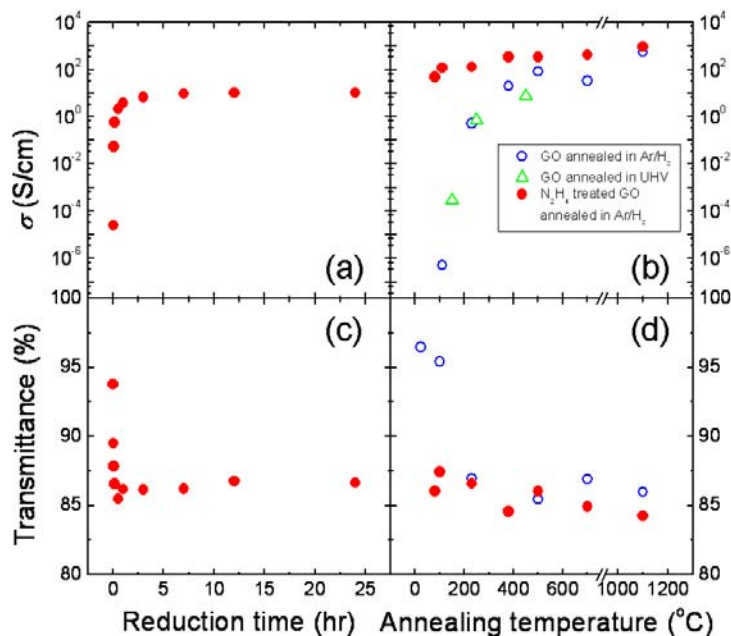 10⁴
10²
10⁰
10⁻²
10⁻⁴
10⁻⁶
σ (S/cm)
(a)
10⁴
10²
10⁰
10⁻²
10⁻⁴
10⁻⁶
GO annealed in Ar/H₂
GO annealed in UHV
N₂H₄ treated GO
annealed in Ar/H₂
(b)
100
95
90
85
80
Transmittance (%)
(c)
100
95
90
85
80
(d)
0 5 10 15 20 25
0 200 400 600 1000 1200
Reduction time (hr)
Annealing temperature (°C)